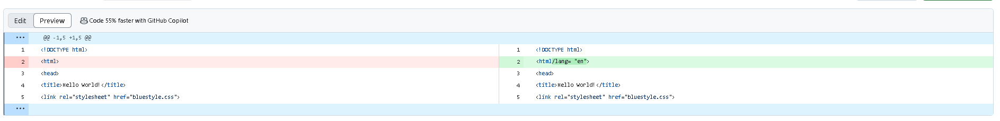 Edit Preview Code 55% faster with GitHub Copilot
... @@ -1,5 +1,5 @@
1 <!DOCTYPE html> 1 <!DOCTYPE html>
2 <html> 2 <html/lang= "en">
3 <head> 3 <head>
4 <title>Hello World!</title> 4 <title>Hello World!</title>
5 <link rel="stylesheet" href="bluestyle.css"> 5 <link rel="stylesheet" href="bluestyle.css">
...